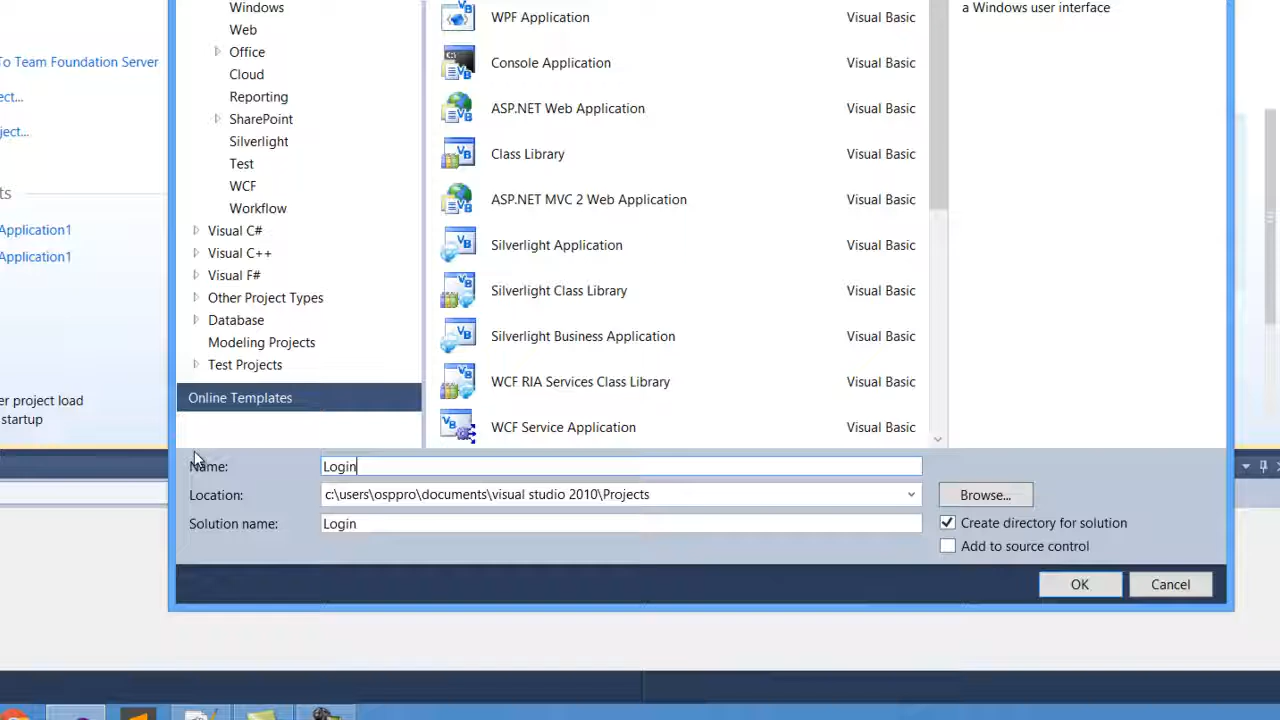 Windows
Web
Office
Cloud
Reporting
SharePoint
Silverlight
Test
WCF
Workflow
Visual C#
Visual C++
Visual F#
Other Project Types
Database
Modeling Projects
Test Projects
Online Templates
WPF Application Visual Basic
Console Application Visual Basic
ASP.NET Web Application Visual Basic
Class Library Visual Basic
ASP.NET MVC 2 Web Application Visual Basic
Silverlight Application Visual Basic
Silverlight Class Library Visual Basic
Silverlight Business Application Visual Basic
WCF RIA Services Class Library Visual Basic
WCF Service Application Visual Basic
a Windows user interface
To Team Foundation Server
ect...
ject...
ts
Application1
Application1
er project load
startup
Name: Login
Location: c:\users\osppro\documents\visual studio 2010\Projects Browse...
Solution name: Login
Create directory for solution
Add to source control
OK Cancel